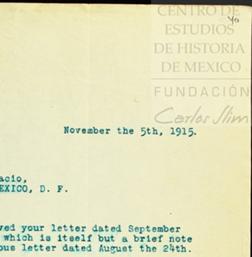 CENTRO DE
ESTUDIOS
DE HISTORIA
DE MEXICO
FUNDACIÓN
Carlos Slim
November the 5th, 1915.
acio,
EXICO, D. F.
ved your letter dated September
which is itself but a brief note
ous letter dated August the 24th.